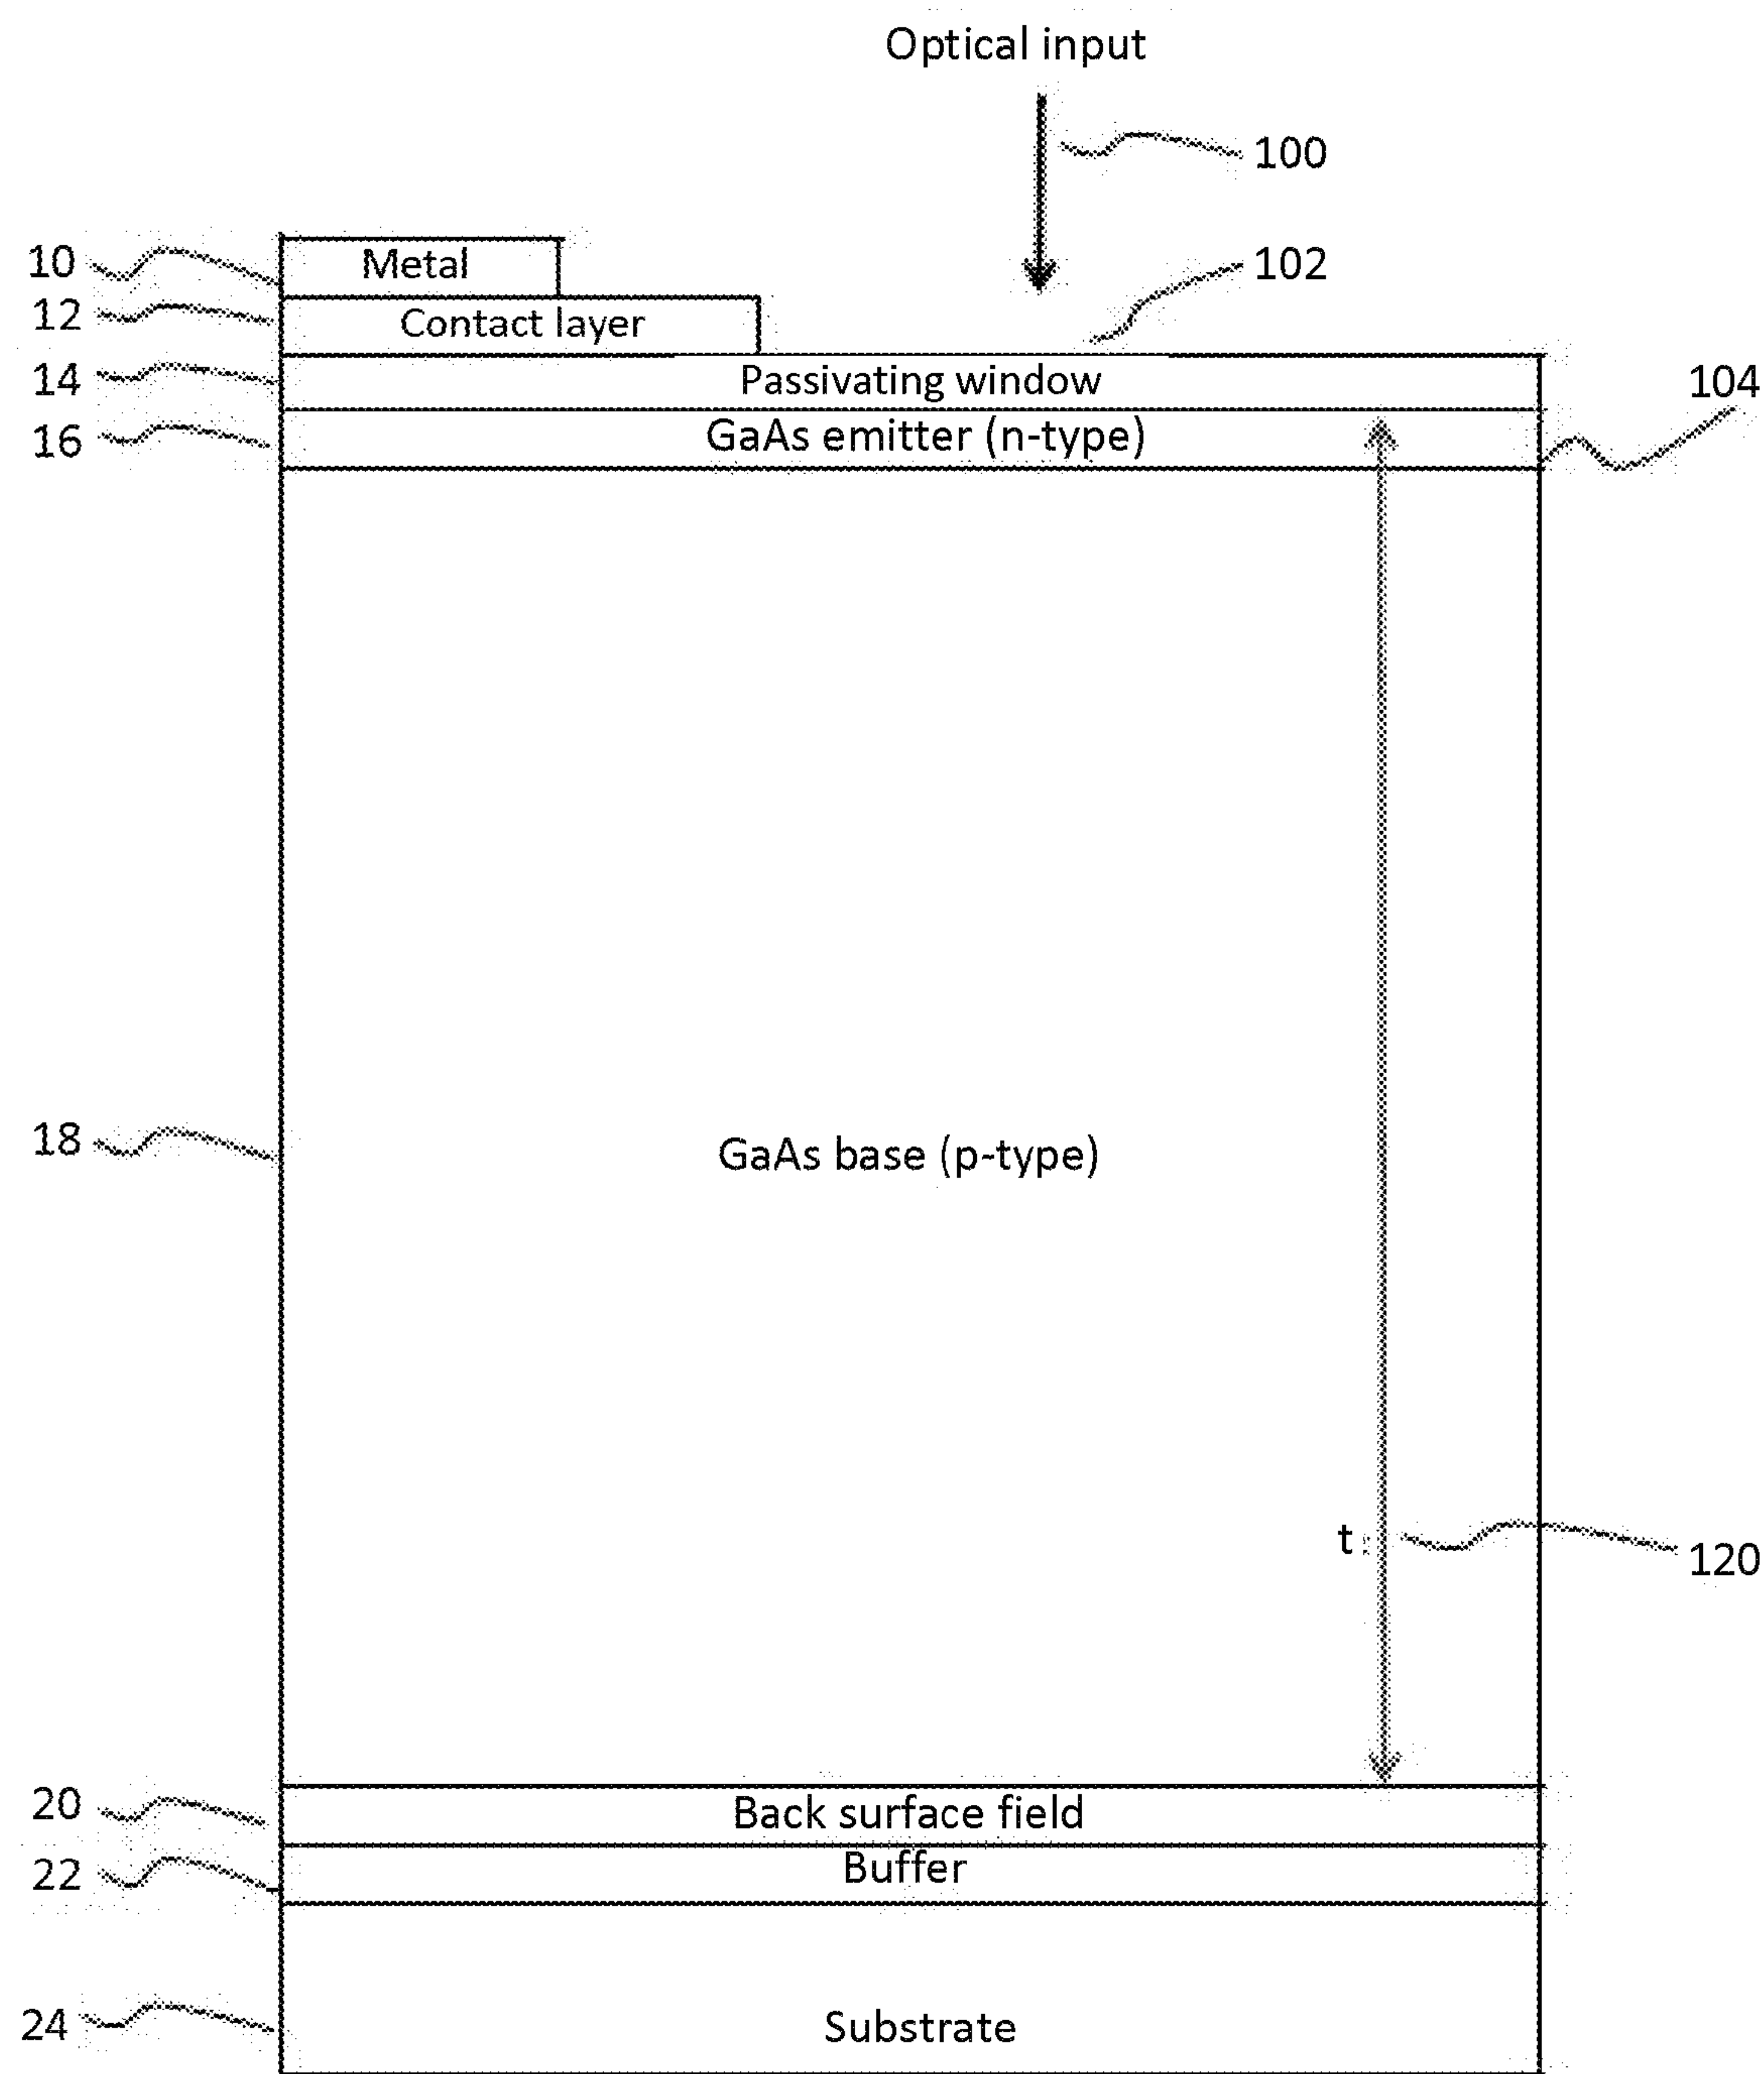 Optical input
100
10
Metal
102
12
Contact layer
14
Passivating window
104
16
GaAs emitter (n-type)
18
GaAs base (p-type)
t
120
20
Back surface field
22
Buffer
24
Substrate